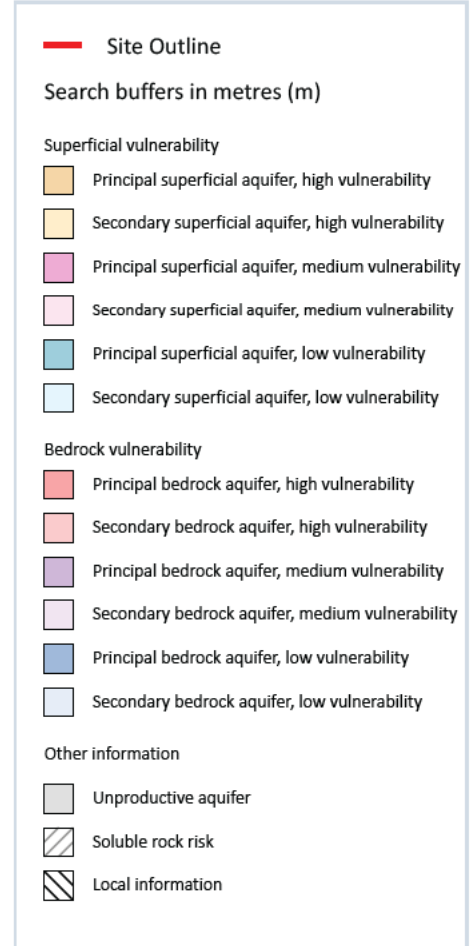 Site Outline
Search buffers in metres (m)
Superficial vulnerability
Principal superficial aquifer, high vulnerability
Secondary superficial aquifer, high vulnerability
Principal superficial aquifer, medium vulnerability
Secondary superficial aquifer, medium vulnerability
Principal superficial aquifer, low vulnerability
Secondary superficial aquifer, low vulnerability
Bedrock vulnerability
Principal bedrock aquifer, high vulnerability
Secondary bedrock aquifer, high vulnerability
Principal bedrock aquifer, medium vulnerability
Secondary bedrock aquifer, medium vulnerability
Principal bedrock aquifer, low vulnerability
Secondary bedrock aquifer, low vulnerability
Other information
Unproductive aquifer
Soluble rock risk
Local information